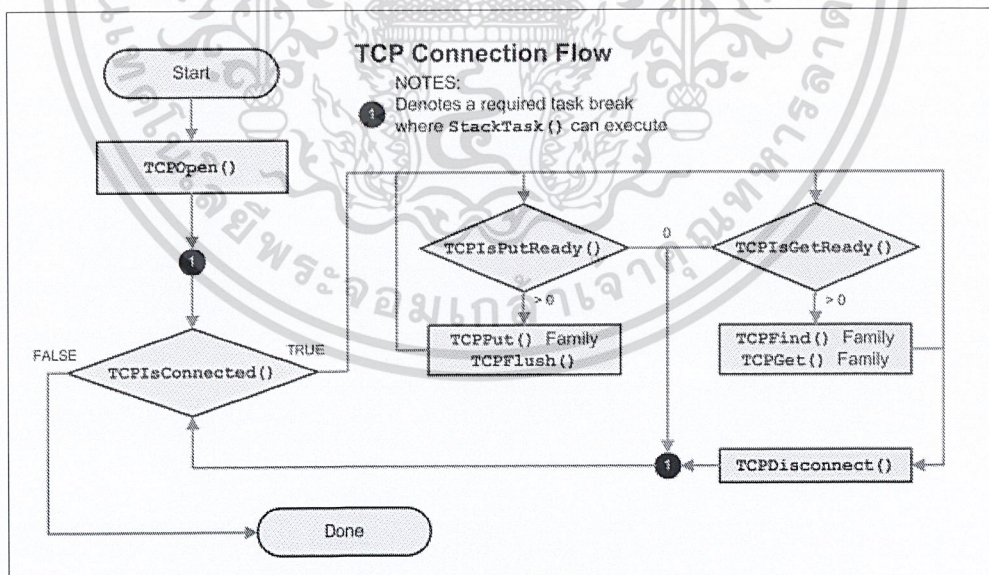 TCP Connection Flow
NOTES:
1 Denotes a required task break
where StackTask() can execute
Start
TCPOpen()
1
TCPIsPutReady()
0
TCPIsGetReady()
> 0
> 0
TCPPut() Family
TCPFlush()
TCPFind() Family
TCPGet() Family
FALSE
TRUE
TCPIsConnected()
1
TCPDisconnect()
Done